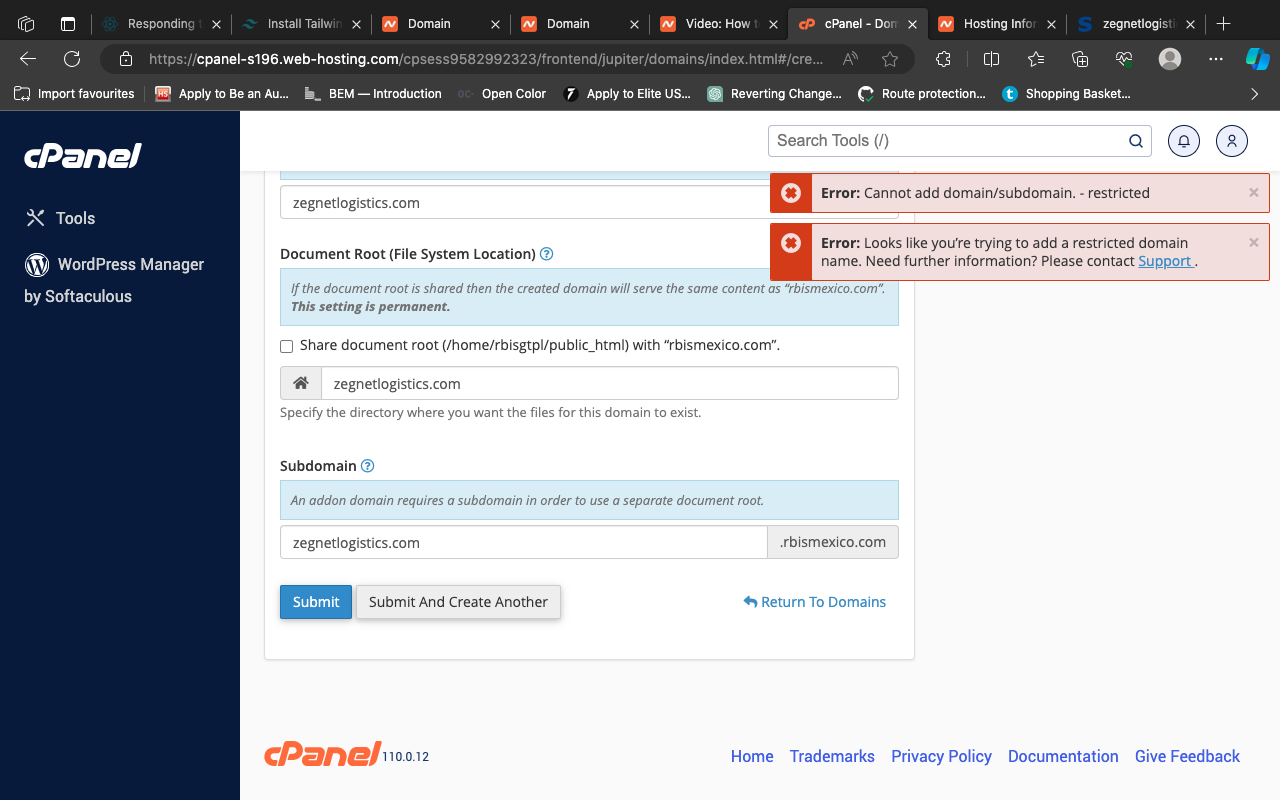 Responding t
Install Tailwin
Domain
Domain
Video: How to
cPanel - Dom
Hosting Infor
zegnetlogisti
https://cpanel-s196.web-hosting.com/cpsess9582992323/frontend/jupiter/domains/index.html#/cre...
Import favourites
Apply to Be an Au...
BEM — Introduction
Open Color
Apply to Elite US...
Reverting Change...
Route protection...
Shopping Basket...
cPanel
Search Tools (/)
Tools
WordPress Manager
by Softaculous
Error: Cannot add domain/subdomain. - restricted
Error: Looks like you’re trying to add a restricted domain
name. Need further information? Please contact Support .
zegnetlogistics.com
Document Root (File System Location)
If the document root is shared then the created domain will serve the same content as “rbismexico.com”.
This setting is permanent.
Share document root (/home/rbisgtpl/public_html) with “rbismexico.com”.
zegnetlogistics.com
Specify the directory where you want the files for this domain to exist.
Subdomain
An addon domain requires a subdomain in order to use a separate document root.
zegnetlogistics.com
.rbismexico.com
Submit
Submit And Create Another
Return To Domains
cPanel 110.0.12
Home
Trademarks
Privacy Policy
Documentation
Give Feedback